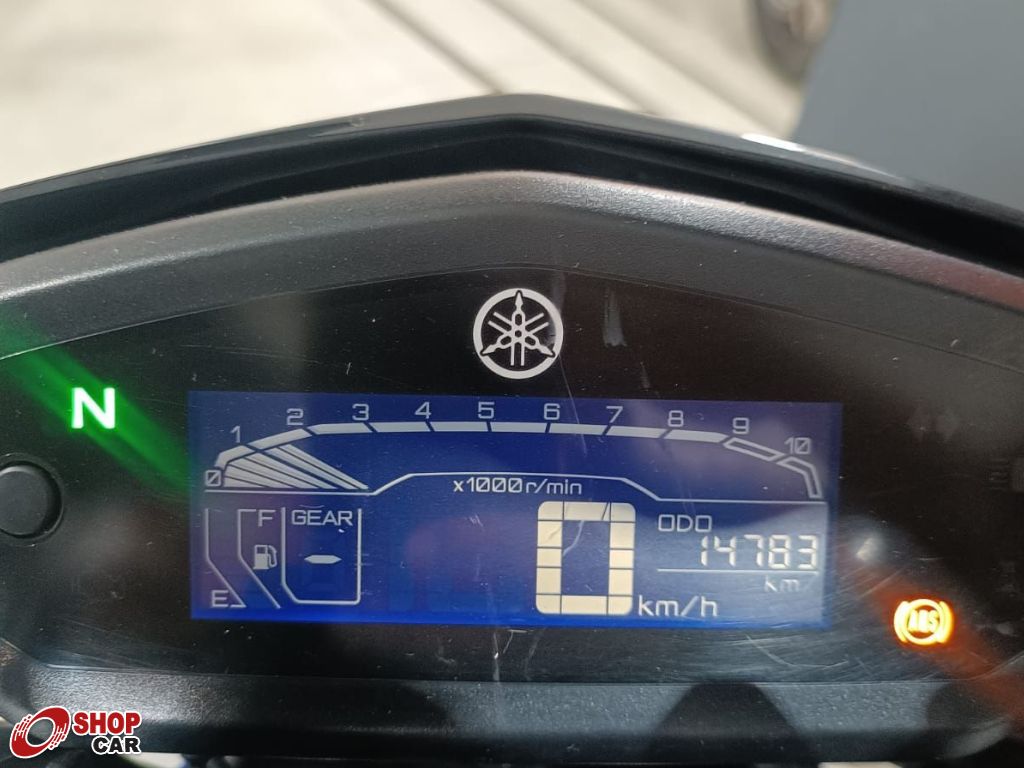 N
0 1 2 3 4 5 6 7 8 9 10
x1000r/min
F GEAR
-
E
0 km/h
ODO
14783
km
ABS
SHOP
CAR